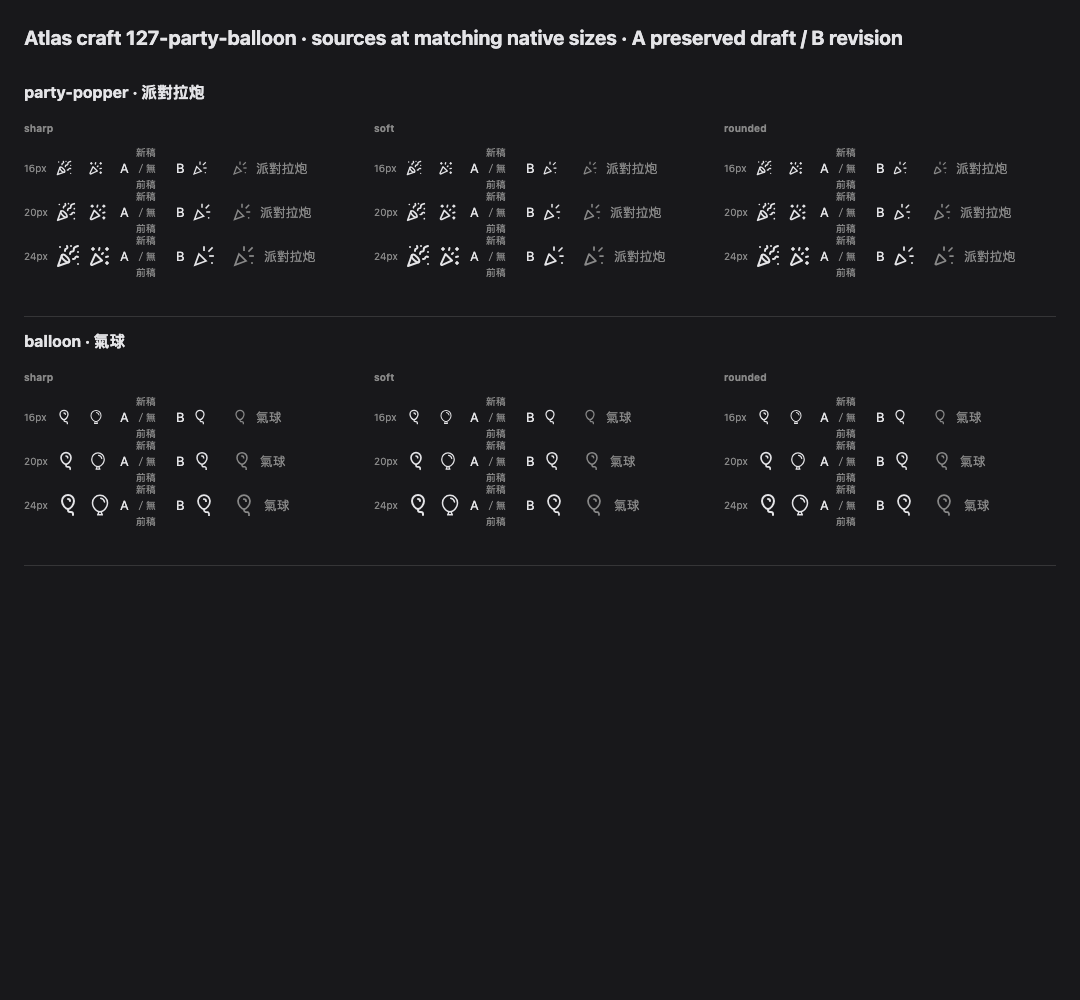 Atlas craft 127-party-balloon · sources at matching native sizes · A preserved draft / B revision
party-popper · 派對拉炮
sharp
16px A 新稿 / 無前稿 B 派對拉炮
20px A 新稿 / 無前稿 B 派對拉炮
24px A 新稿 / 無前稿 B 派對拉炮
soft
16px A 新稿 / 無前稿 B 派對拉炮
20px A 新稿 / 無前稿 B 派對拉炮
24px A 新稿 / 無前稿 B 派對拉炮
rounded
16px A 新稿 / 無前稿 B 派對拉炮
20px A 新稿 / 無前稿 B 派對拉炮
24px A 新稿 / 無前稿 B 派對拉炮
balloon · 氣球
sharp
16px A 新稿 / 無前稿 B 氣球
20px A 新稿 / 無前稿 B 氣球
24px A 新稿 / 無前稿 B 氣球
soft
16px A 新稿 / 無前稿 B 氣球
20px A 新稿 / 無前稿 B 氣球
24px A 新稿 / 無前稿 B 氣球
rounded
16px A 新稿 / 無前稿 B 氣球
20px A 新稿 / 無前稿 B 氣球
24px A 新稿 / 無前稿 B 氣球